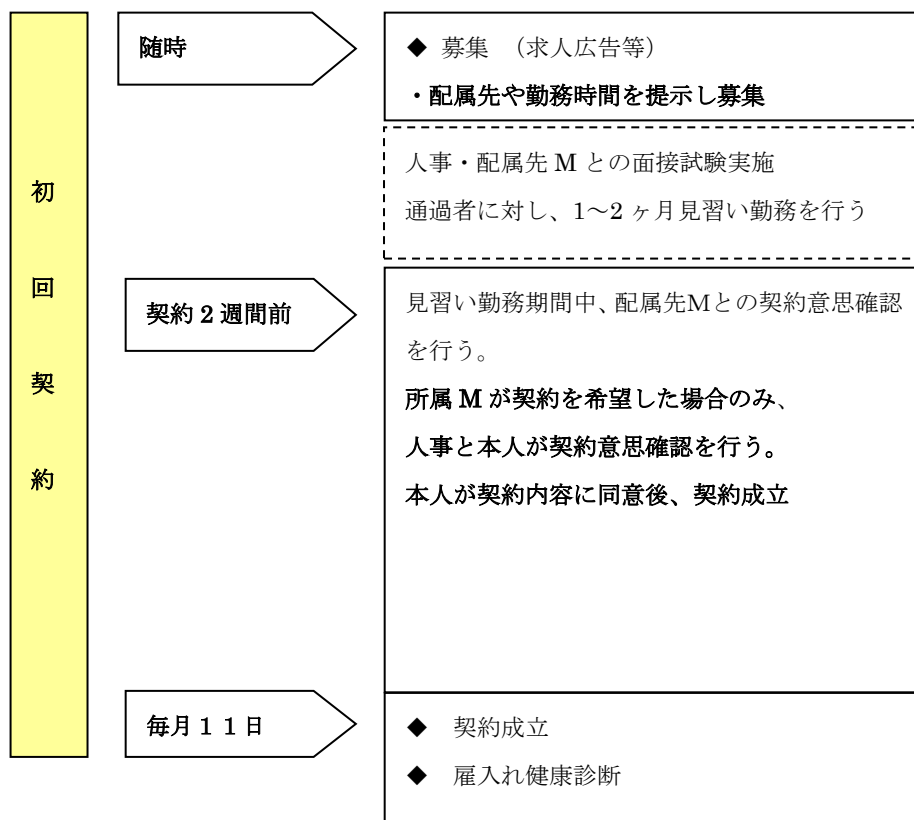 初回契約
随時
◆ 募集 （求人広告等）
・配属先や勤務時間を提示し募集
人事・配属先 M との面接試験実施
通過者に対し、1～2 ヶ月見習い勤務を行う
契約 2 週間前
見習い勤務期間中、配属先Mとの契約意思確認
を行う。
所属 M が契約を希望した場合のみ、
人事と本人が契約意思確認を行う。
本人が契約内容に同意後、契約成立
毎月１１日
◆ 契約成立
◆ 雇入れ健康診断